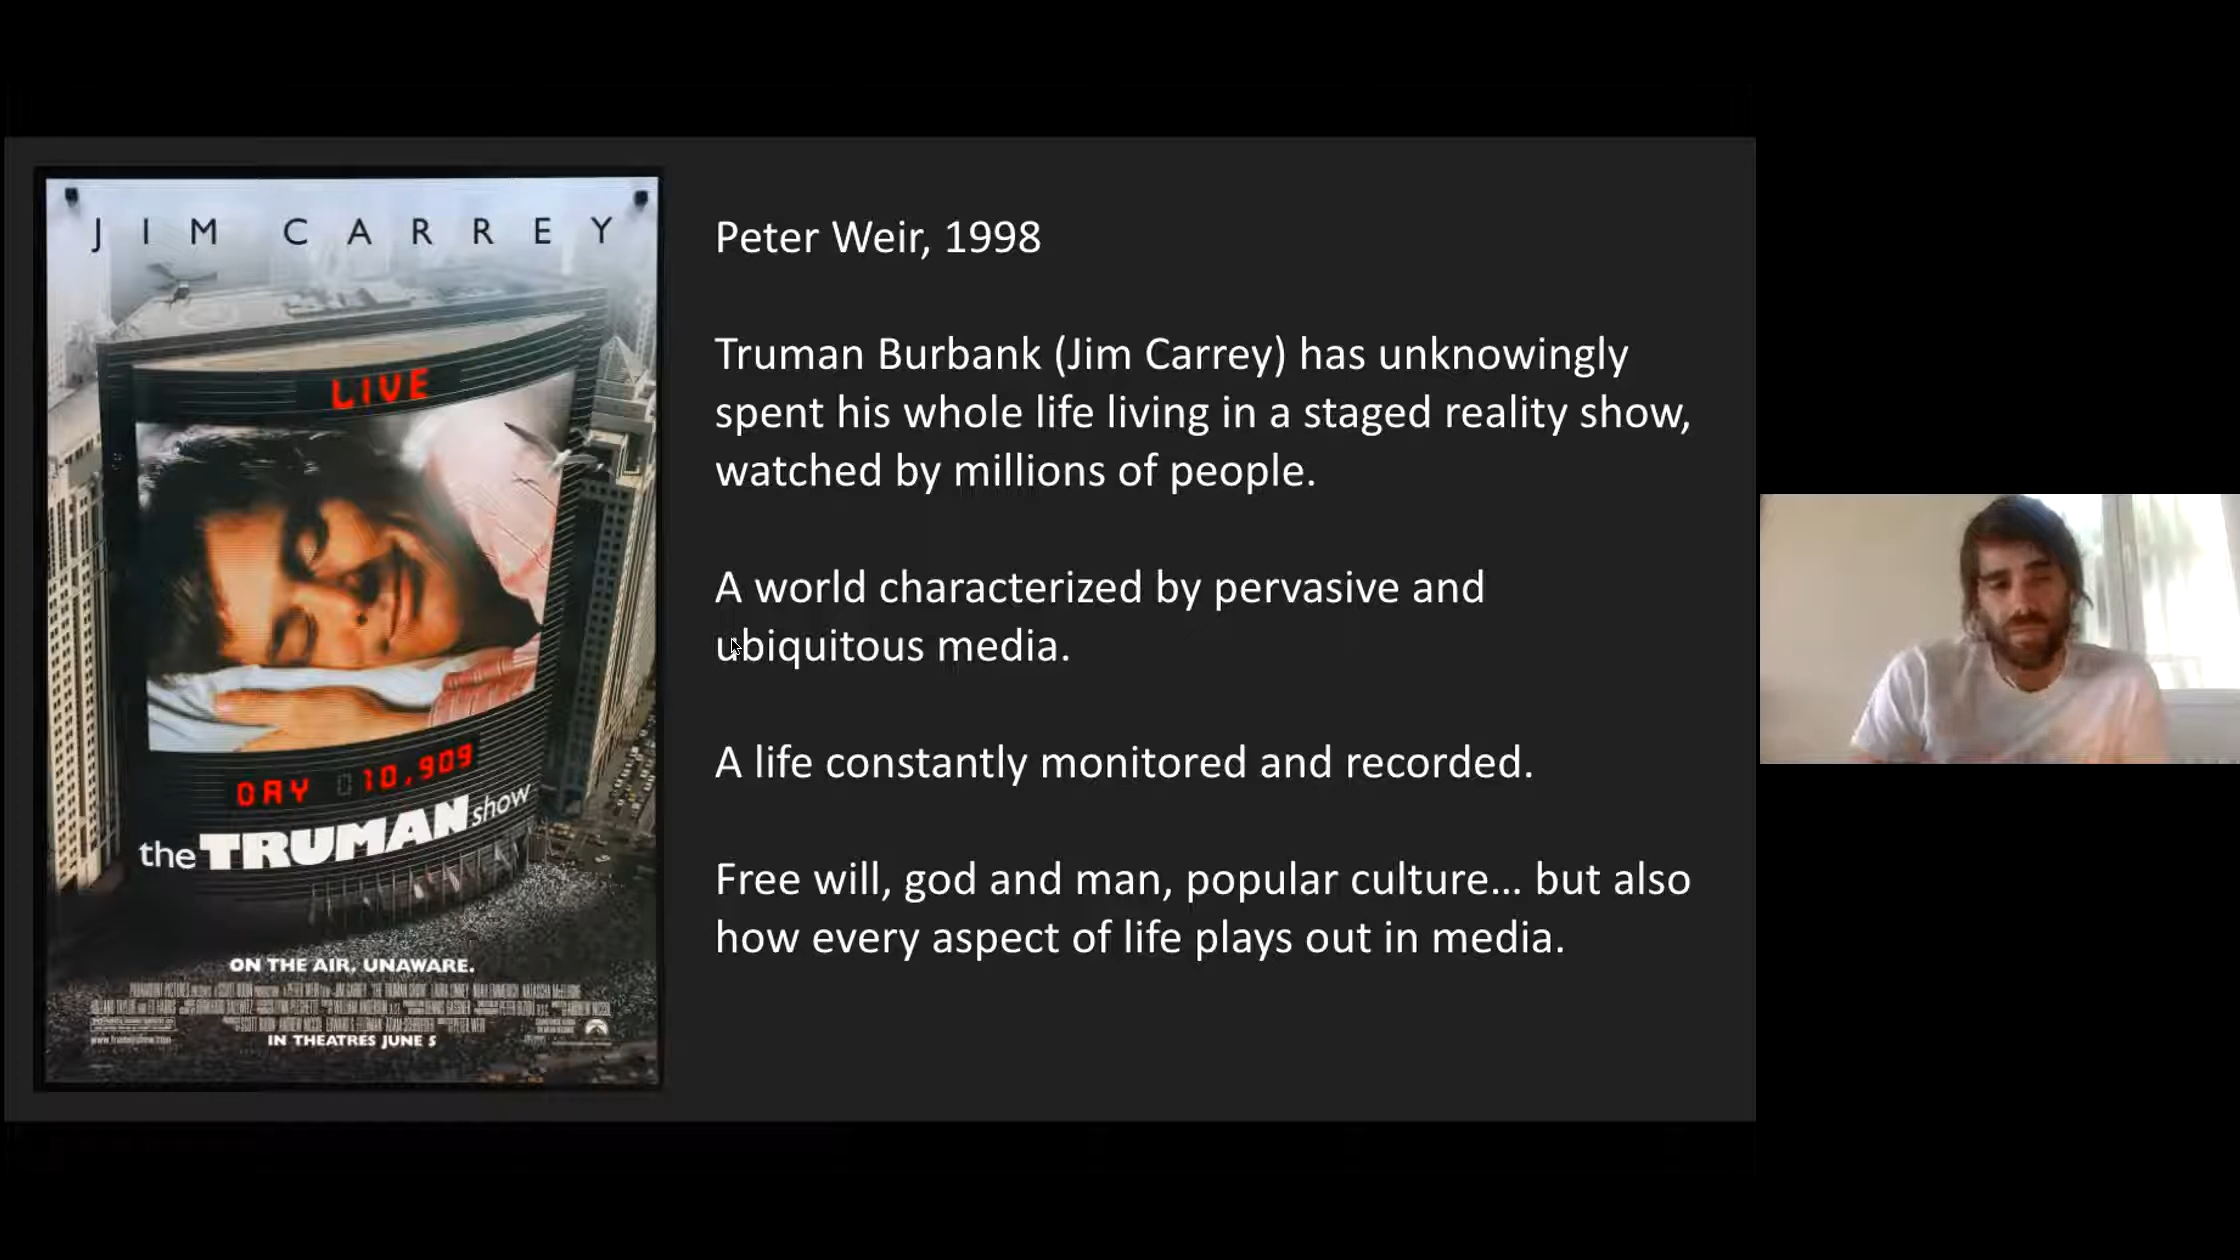 JIM CARREY
LIVE
DAY 10,909
the TRUMAN show
ON THE AIR, UNAWARE.
IN THEATRES JUNE 5
Peter Weir, 1998
Truman Burbank (Jim Carrey) has unknowingly
spent his whole life living in a staged reality show,
watched by millions of people.
A world characterized by pervasive and
ubiquitous media.
A life constantly monitored and recorded.
Free will, god and man, popular culture... but also
how every aspect of life plays out in media.